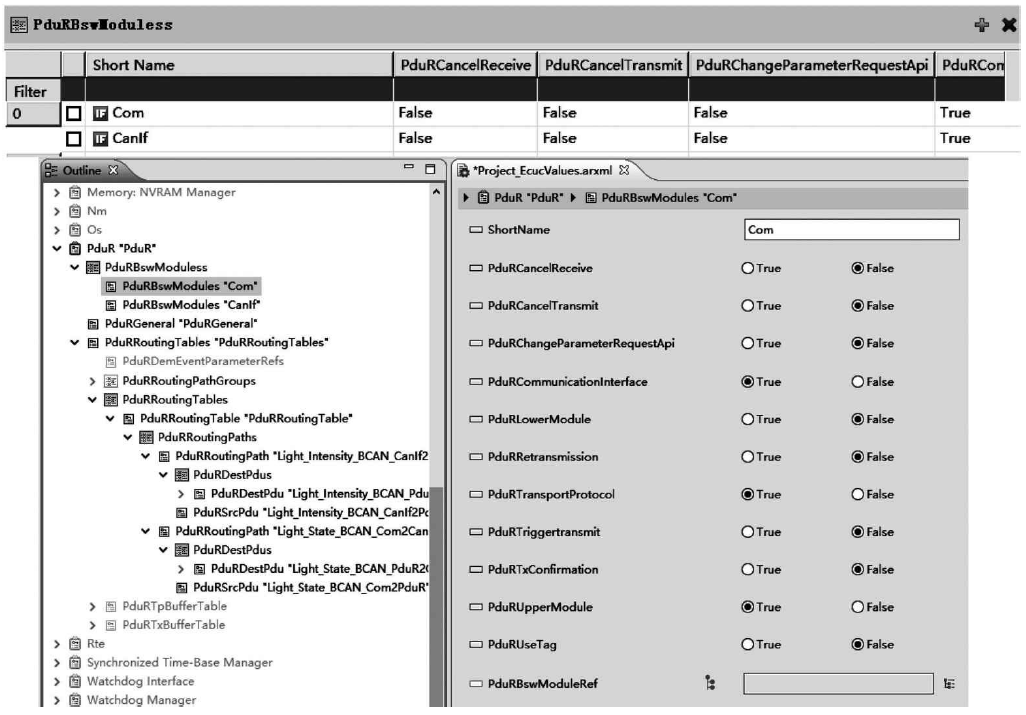 PduRBswModuless
Short Name PduRCancelReceive PduRCancelTransmit PduRChangeParameterRequestApi PduRCon
Filter
0 Com False False False True
CanIf False False False True
Outline
Memory: NVRAM Manager
Nm
Os
PduR "PduR"
PduRBswModuless
PduRBswModules "Com"
PduRBswModules "CanIf"
PduRGeneral "PduRGeneral"
PduRRoutingTables "PduRRoutingTables"
PduRDemEventParameterRefs
PduRRoutingPathGroups
PduRRoutingTables
PduRRoutingTable "PduRRoutingTable"
PduRRoutingPaths
PduRRoutingPath "Light_Intensity_BCAN_CanIf2
PduRDestPdus
PduRDestPdu "Light_Intensity_BCAN_Pdu
PduRSrcPdu "Light_Intensity_BCAN_CanIf2Pc
PduRRoutingPath "Light_State_BCAN_Com2Can
PduRDestPdus
PduRDestPdu "Light_State_BCAN_PduR2(
PduRSrcPdu "Light_State_BCAN_Com2PduR"
PduRTpBufferTable
PduRTxBufferTable
Rte
Synchronized Time-Base Manager
Watchdog Interface
Watchdog Manager
*Project_EcucValues.arxml
PduR "PduR" PduRBswModules "Com"
ShortName Com
PduRCancelReceive True False
PduRCancelTransmit True False
PduRChangeParameterRequestApi True False
PduRCommunicationInterface True False
PduRLowerModule True False
PduRRetransmission True False
PduRTransportProtocol True False
PduRTriggertransmit True False
PduRTxConfirmation True False
PduRUpperModule True False
PduRUseTag True False
PduRBswModuleRef